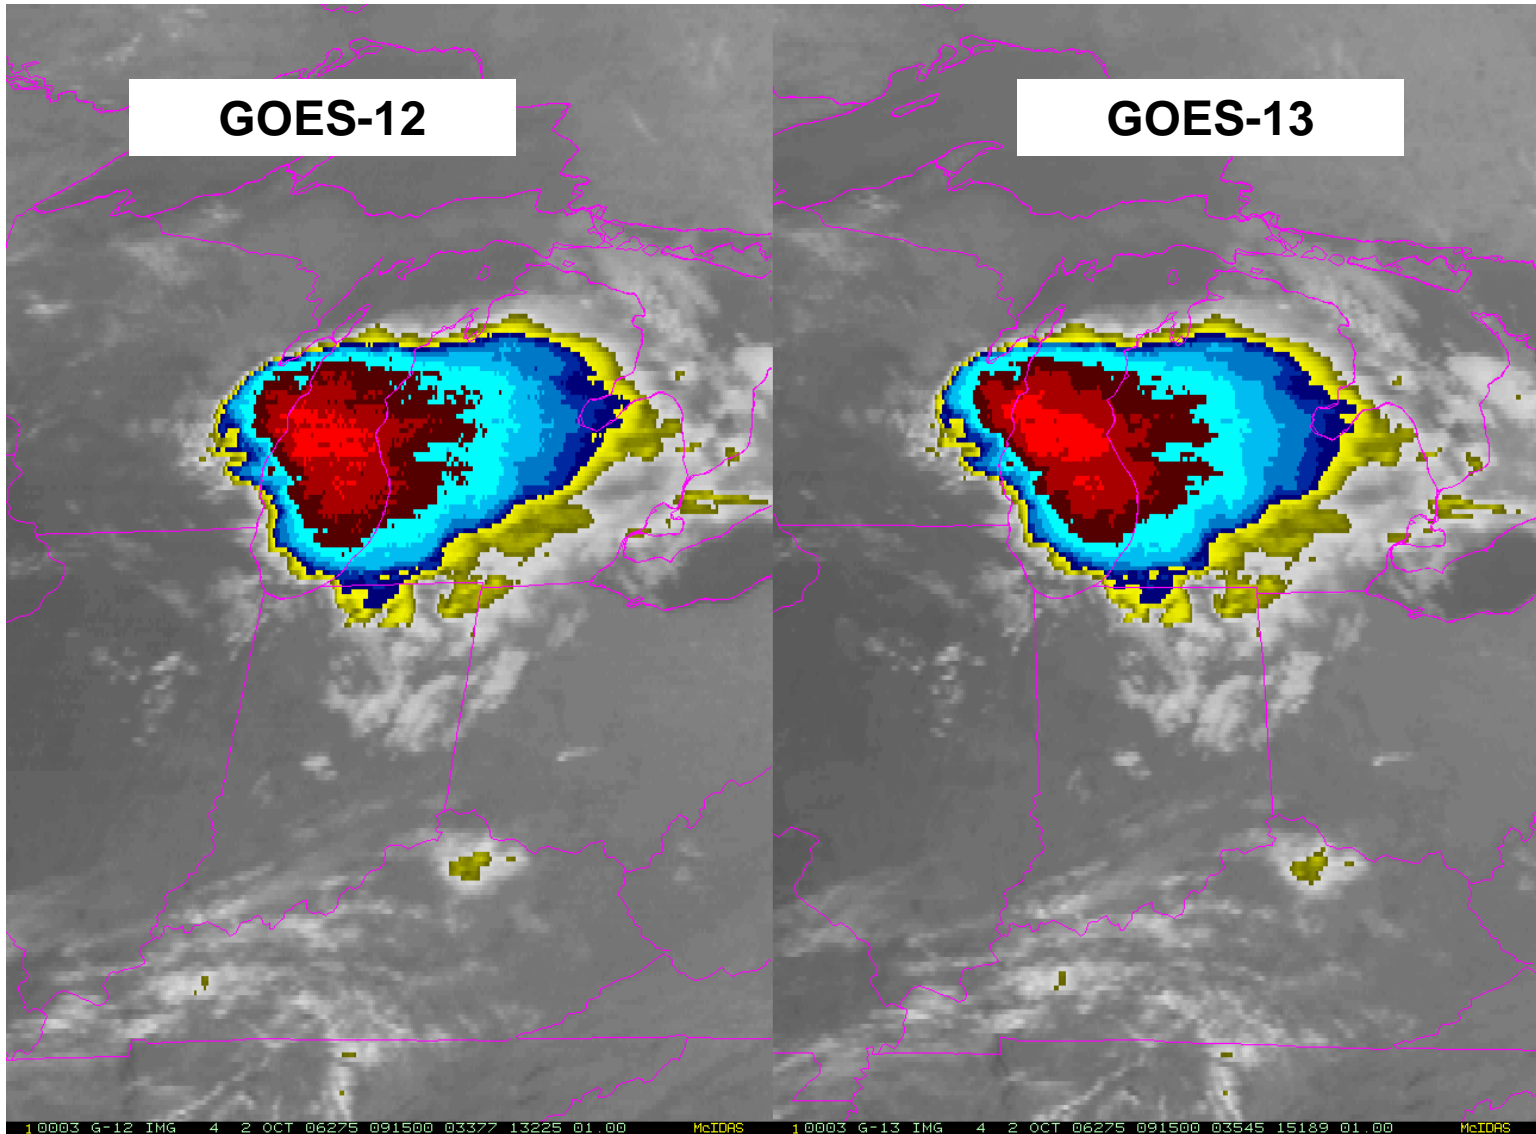 GOES-12
GOES-13
1 0003 G-12 IMG 4 2 OCT 06275 091500 03377 13225 01.00 McIDAS
1 0003 G-13 IMG 4 2 OCT 06275 091500 03545 15189 01.00 McIDAS